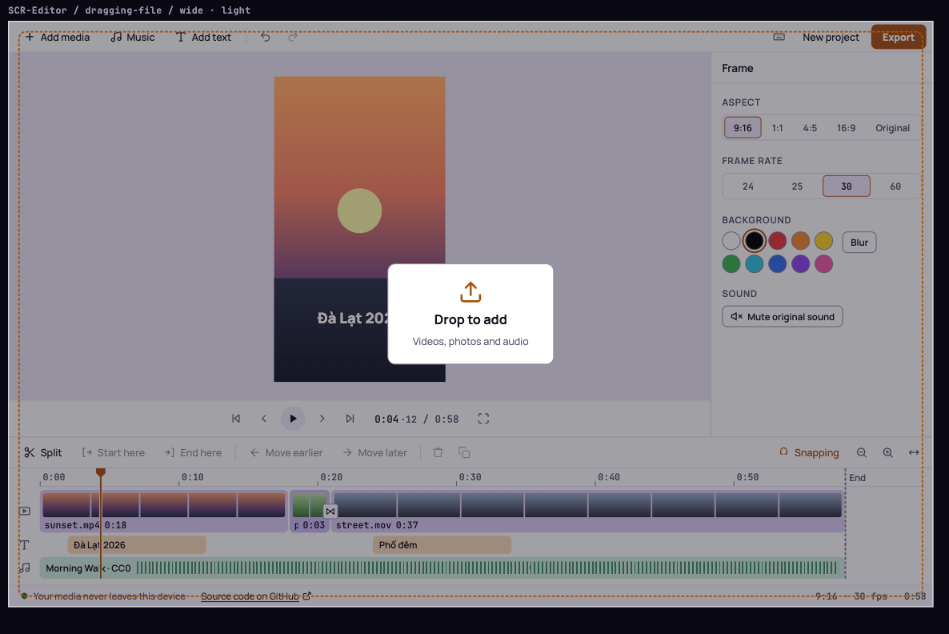 SCR-Editor / dragging-file / wide · light
Add media Music Add text New project Export
Frame
ASPECT
9:16 1:1 4:5 16:9 Original
FRAME RATE
24 25 30 60
BACKGROUND
Blur
SOUND
Mute original sound
Đà Lạt 202
Drop to add
Videos, photos and audio
0:04·12 / 0:58
Split Start here End here Move earlier Move later Snapping
0:00 0:10 0:20 0:30 0:40 0:50 End
sunset.mp4 0:18 p 0:03 street.mov 0:37
Đà Lạt 2026 Phố đêm
Morning Walk · CC0
Your media never leaves this device Source code on GitHub 9:16 · 30 fps · 0:58